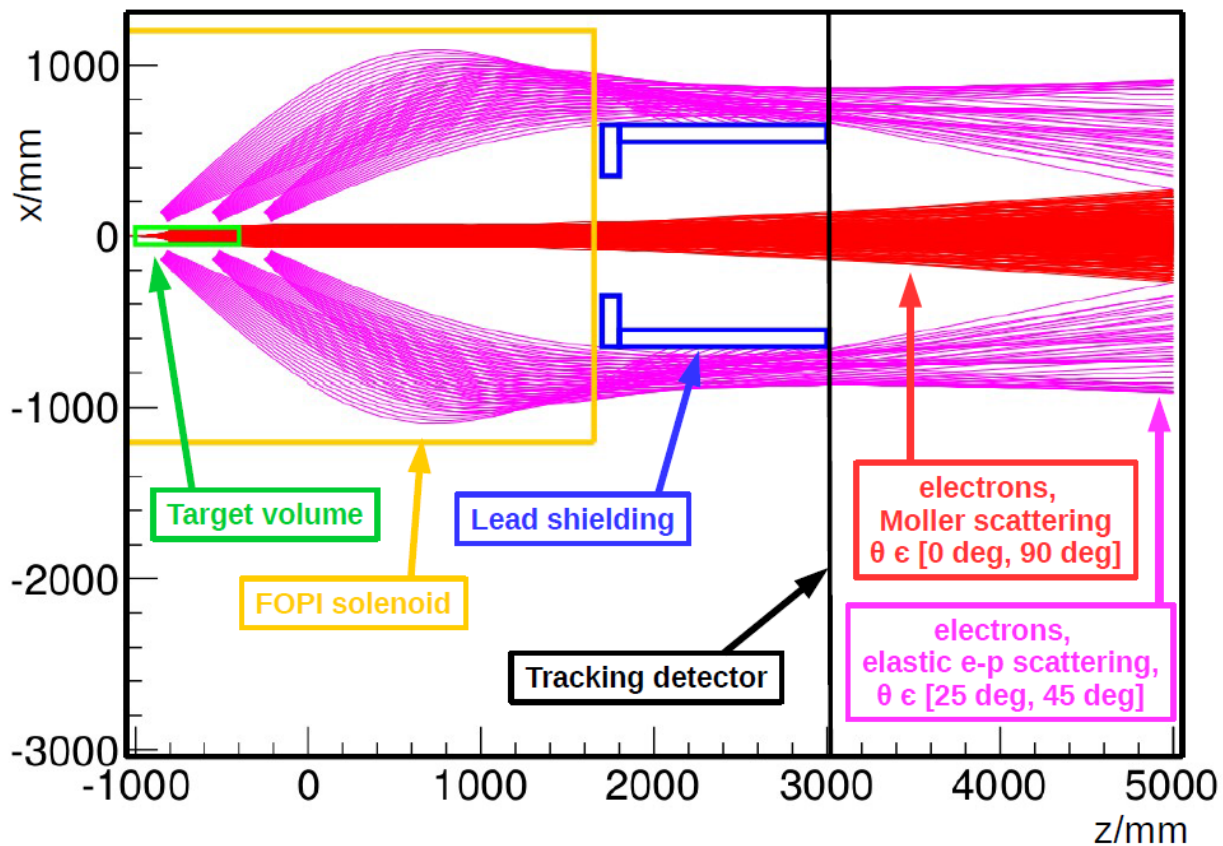 1000
0
-1000
-2000
-3000
x/mm
-1000
0
1000
2000
3000
4000
5000
z/mm
Target volume
FOPI solenoid
Lead shielding
Tracking detector
electrons,
Moller scattering
θ ϵ [0 deg, 90 deg]
electrons,
elastic e-p scattering,
θ ϵ [25 deg, 45 deg]